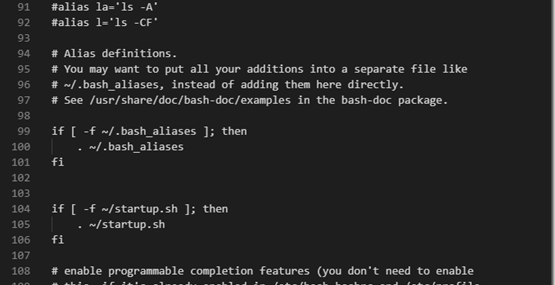 91 #alias la='ls -A'
92 #alias l='ls -CF'
93
94 # Alias definitions.
95 # You may want to put all your additions into a separate file like
96 # ~/.bash_aliases, instead of adding them here directly.
97 # See /usr/share/doc/bash-doc/examples in the bash-doc package.
98
99 if [ -f ~/.bash_aliases ]; then
100 . ~/.bash_aliases
101 fi
102
103
104 if [ -f ~/startup.sh ]; then
105 . ~/startup.sh
106 fi
107
108 # enable programmable completion features (you don't need to enable